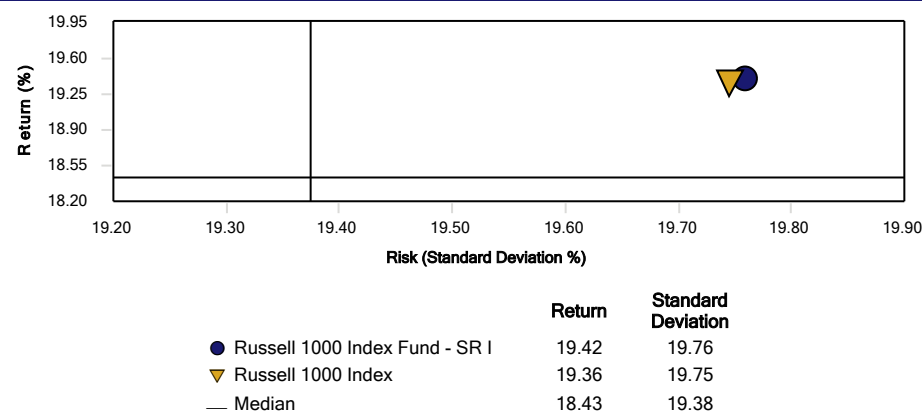 19.95
19.60
19.25
18.90
18.55
18.20
Return (%)
19.20 19.30 19.40 19.50 19.60 19.70 19.80 19.90
Risk (Standard Deviation %)
Return Standard Deviation
Russell 1000 Index Fund - SR I 19.42 19.76
Russell 1000 Index 19.36 19.75
Median 18.43 19.38